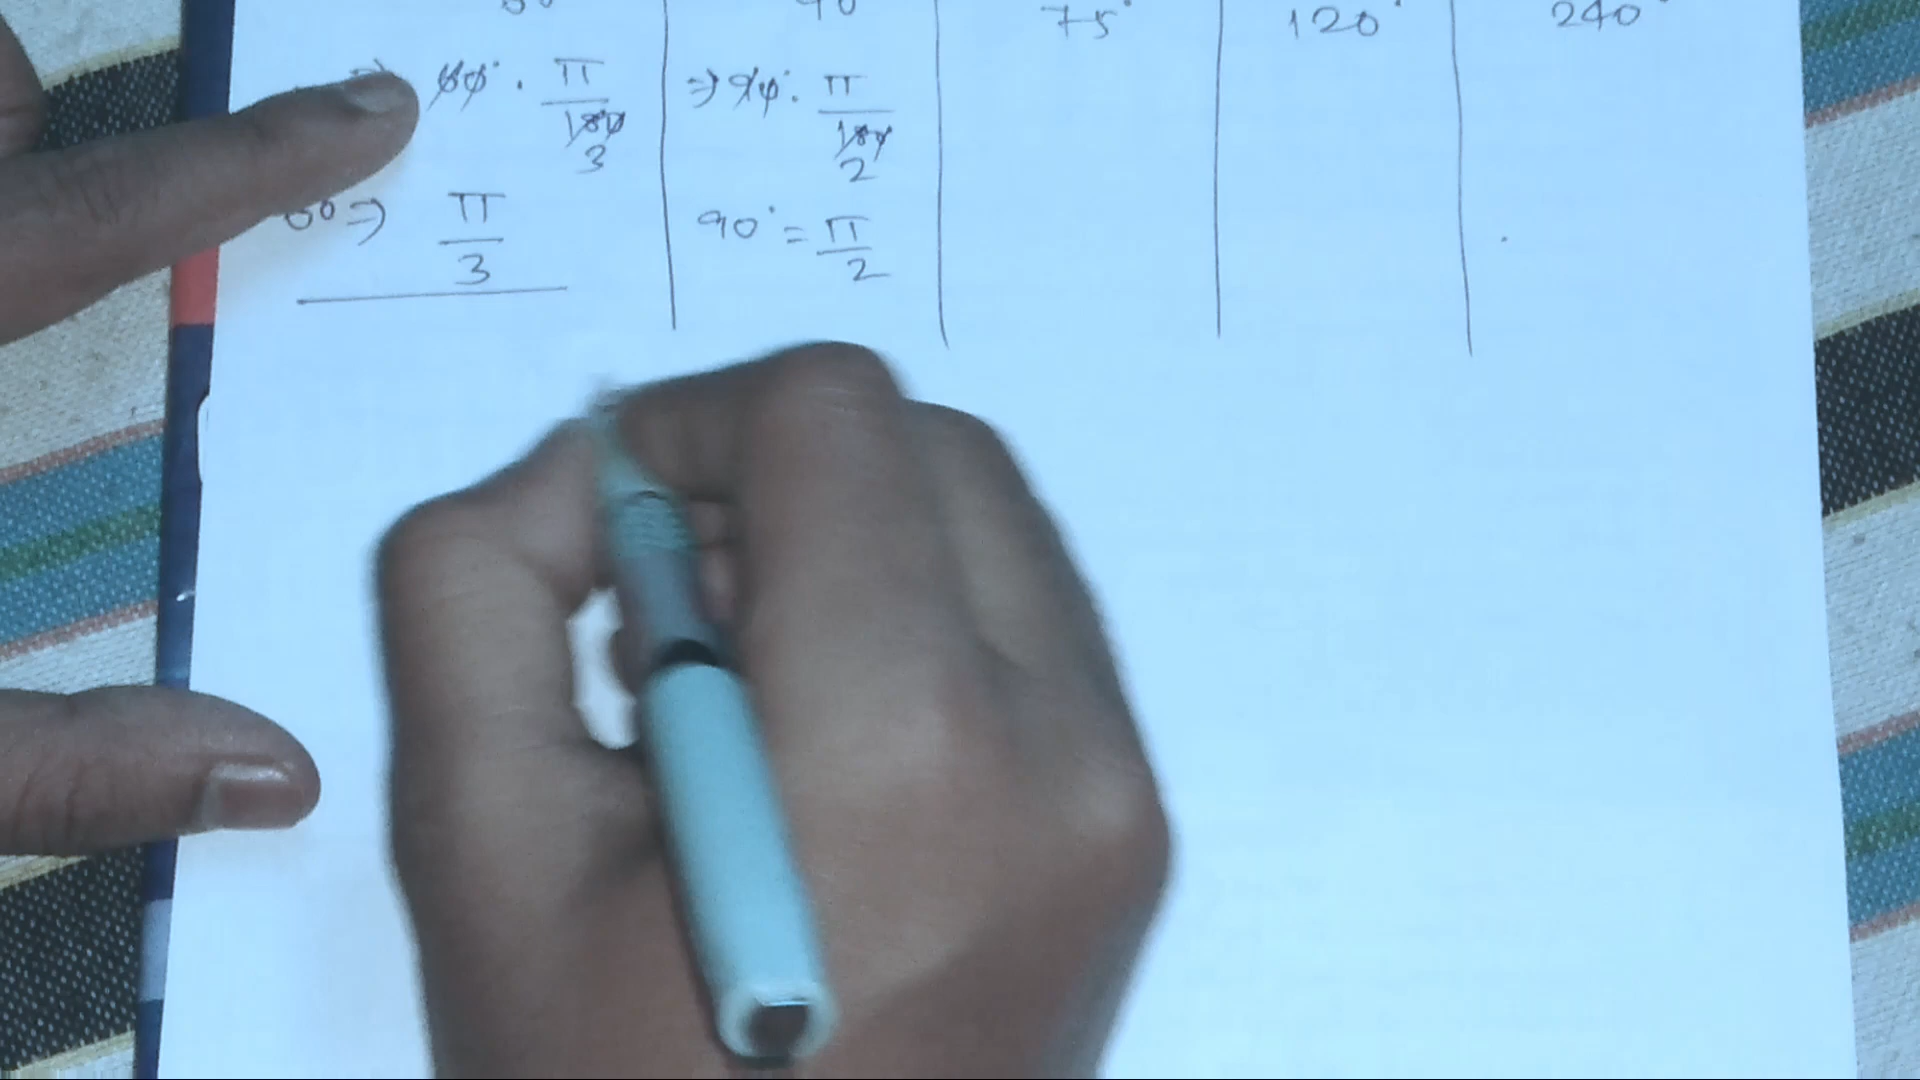 90 75° 120° 240°
⇒ 60° . π/180 3
⇒ 90° . π/180 2
60 ⇒ π/3
90° = π/2